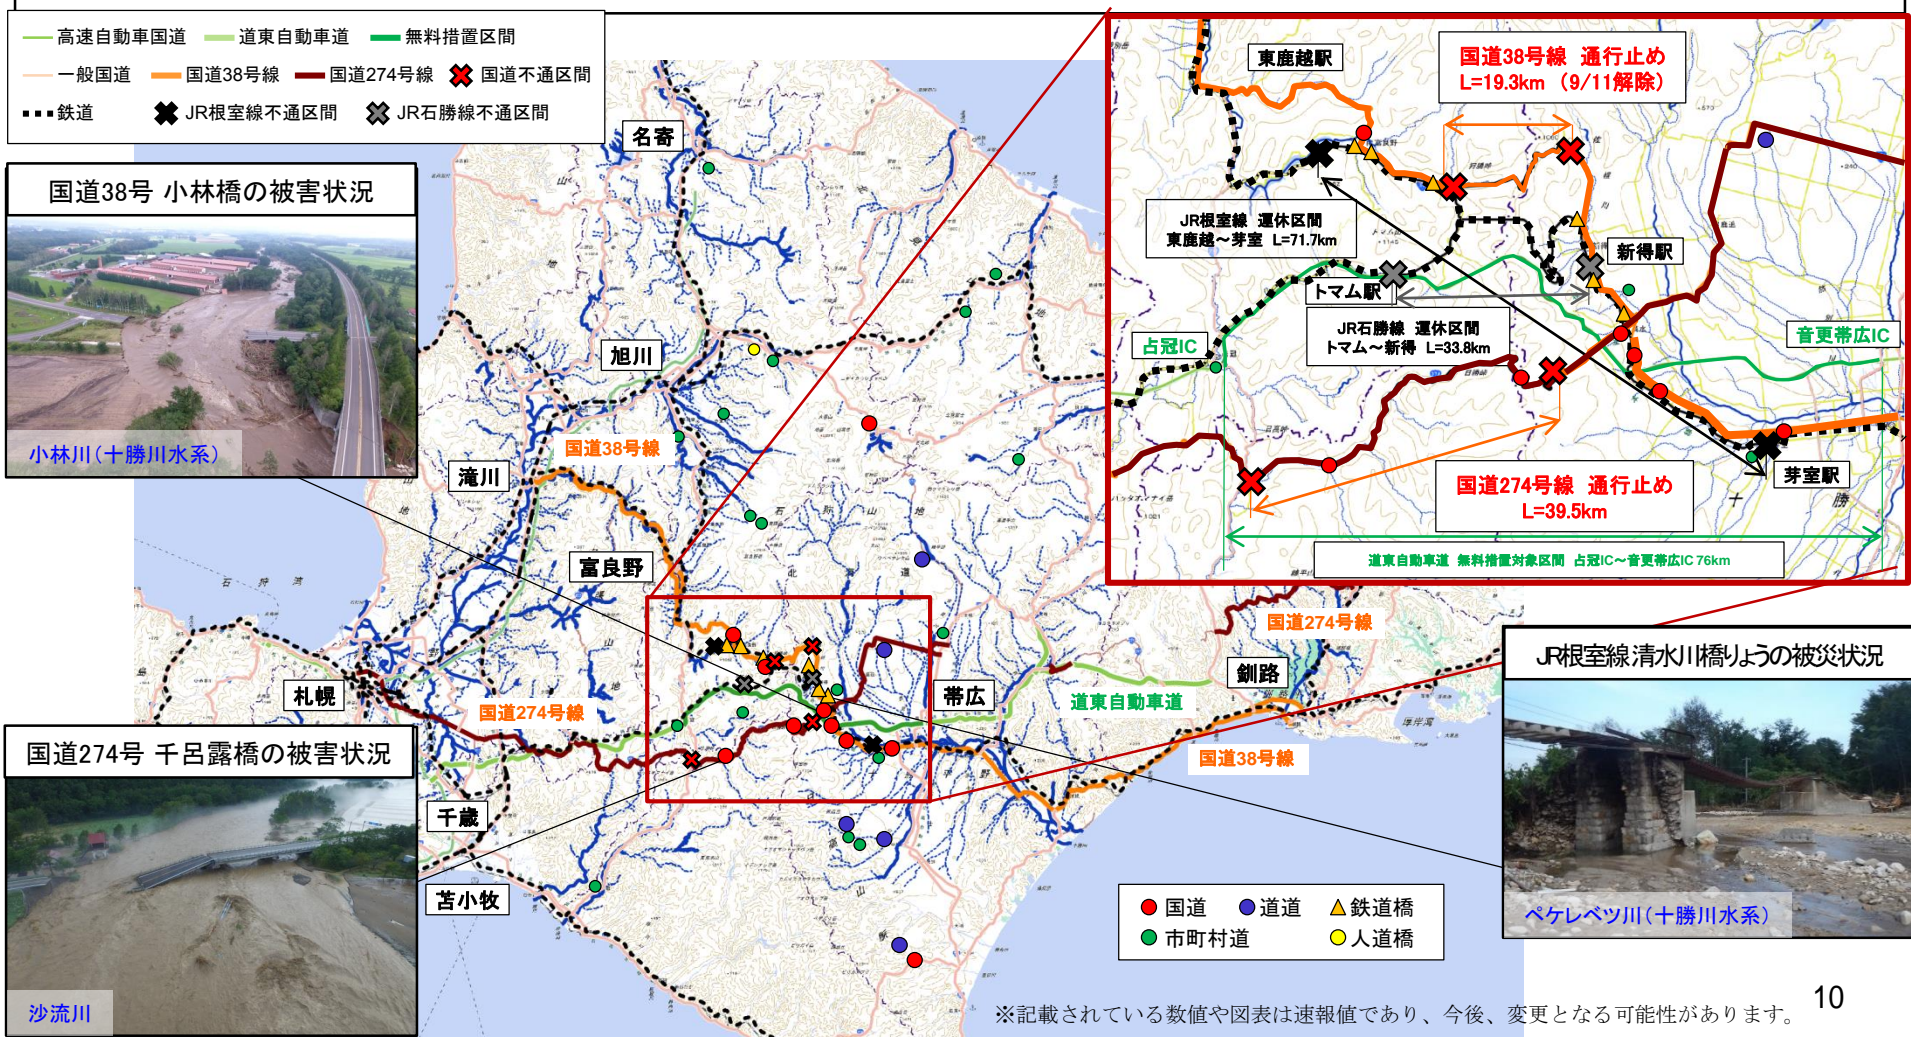 高速自動車国道 道東自動車道 無料措置区間
一般国道 国道38号線 国道274号線 国道不通区間
鉄道 JR根室線不通区間 JR石勝線不通区間
国道38号 小林橋の被害状況
小林川（十勝川水系）
国道274号 千呂露橋の被害状況
沙流川
名寄
旭川
国道38号線
滝川
富良野
札幌
国道274号線
千歳
苫小牧
帯広
道東自動車道
釧路
国道274号線
国道38号線
石狩湾
厚岸湾
東鹿越駅
国道38号線 通行止め
L=19.3km （9/11解除）
JR根室線 運休区間
東鹿越～芽室 L=71.7km
新得駅
トマム駅
JR石勝線 運休区間
トマム～新得 L=33.8km
占冠IC
音更帯広IC
国道274号線 通行止め
L=39.5km
芽室駅
十勝
道東自動車道 無料措置対象区間 占冠IC～音更帯広IC 76km
JR根室線 清水川橋りょうの被災状況
ペケレベツ川（十勝川水系）
国道 道道 鉄道橋
市町村道 人道橋
※記載されている数値や図表は速報値であり、今後、変更となる可能性があります。
10